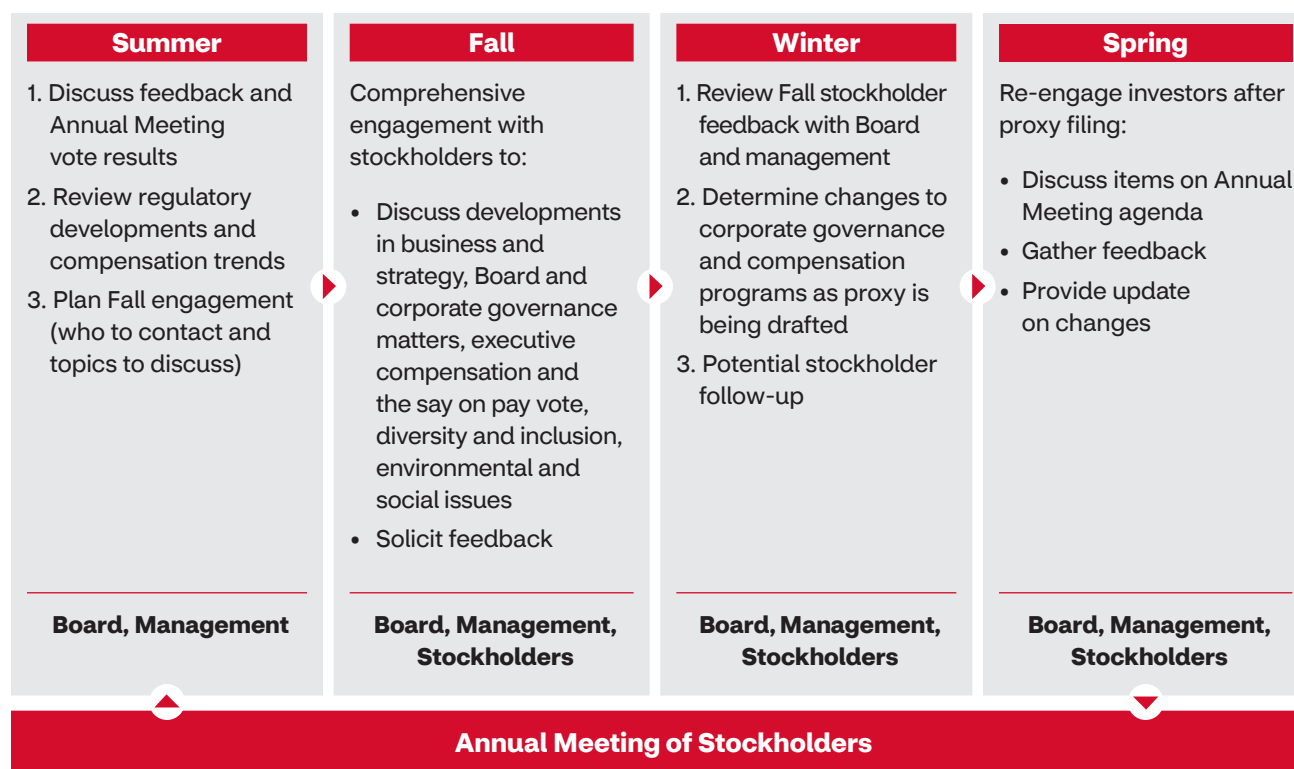 Summer
1. Discuss feedback and
Annual Meeting
vote results
2. Review regulatory
developments and
compensation trends
3. Plan Fall engagement
(who to contact and
topics to discuss)
Board, Management
Fall
Comprehensive
engagement with
stockholders to:
• Discuss developments
in business and
strategy, Board and
corporate governance
matters, executive
compensation and
the say on pay vote,
diversity and inclusion,
environmental and
social issues
• Solicit feedback
Board, Management,
Stockholders
Winter
1. Review Fall stockholder
feedback with Board
and management
2. Determine changes to
corporate governance
and compensation
programs as proxy is
being drafted
3. Potential stockholder
follow-up
Board, Management,
Stockholders
Spring
Re-engage investors after
proxy filing:
• Discuss items on Annual
Meeting agenda
• Gather feedback
• Provide update
on changes
Board, Management,
Stockholders
Annual Meeting of Stockholders